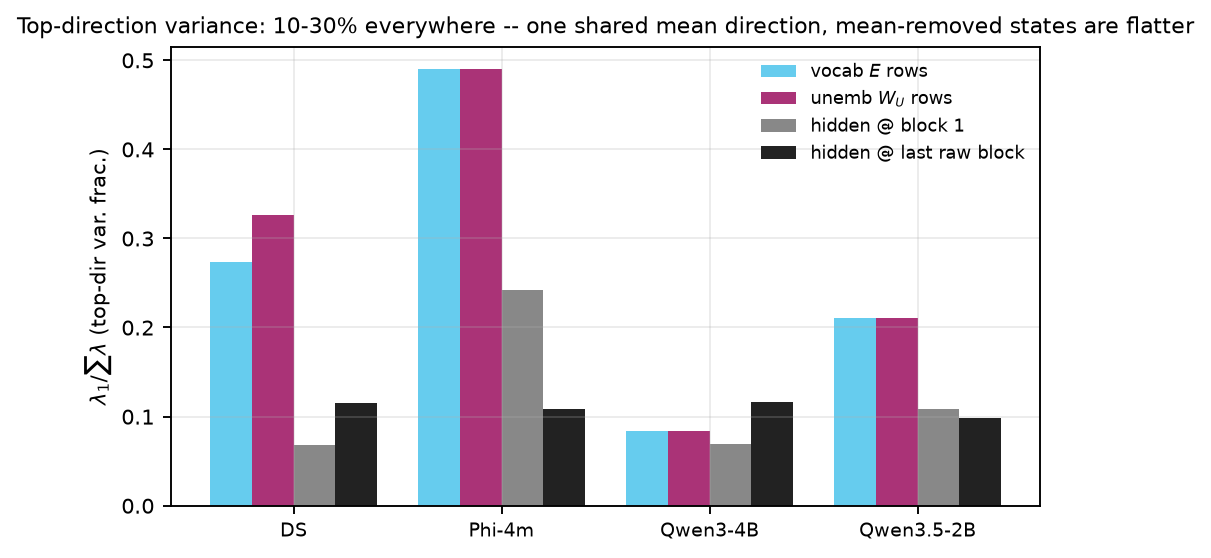 Top-direction variance: 10-30% everywhere -- one shared mean direction, mean-removed states are flatter
λ₁/∑λ (top-dir var. frac.)
0.5
0.4
0.3
0.2
0.1
0.0
vocab E rows
unemb W_U rows
hidden @ block 1
hidden @ last raw block
DS
Phi-4m
Qwen3-4B
Qwen3.5-2B